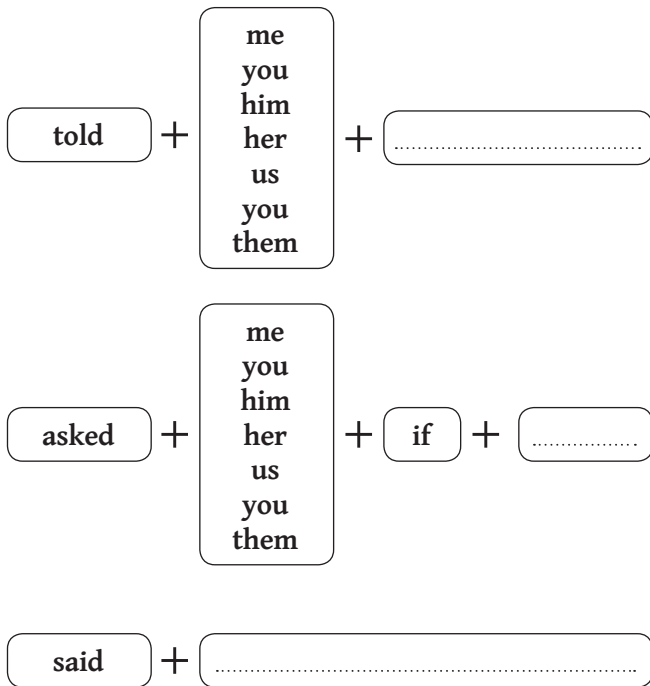 me
you
him
told + her + ........................................
us
you
them
me
you
him
asked + her + if + .................
us
you
them
said + ....................................................................